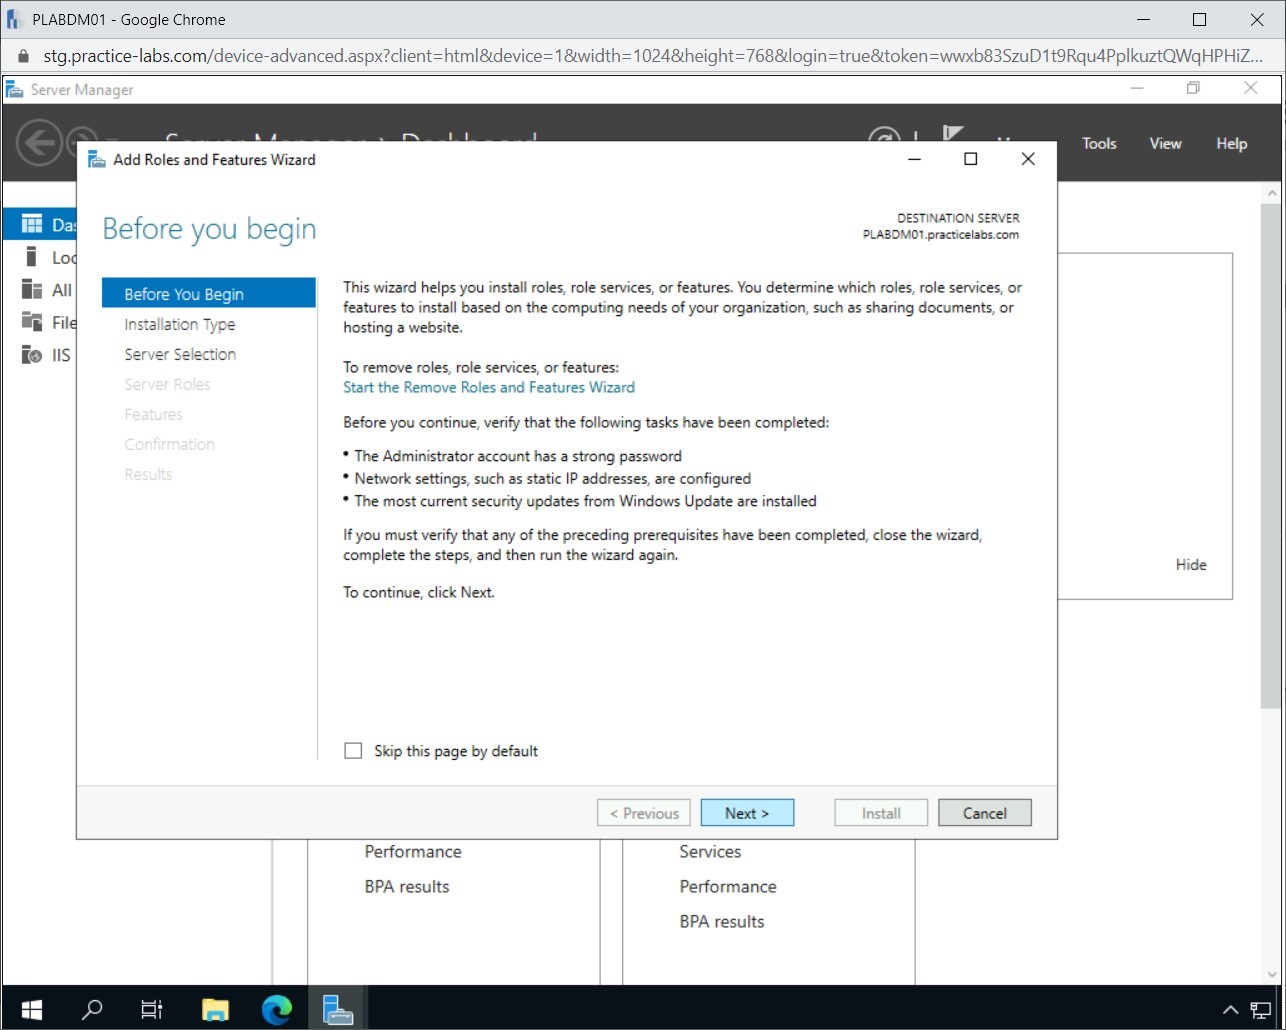 PLABDM01 - Google Chrome
stg.practice-labs.com/device-advanced.aspx?client=html&device=1&width=1024&height=768&login=true&token=wwxb83SzuD1t9Rqu4PplkuztQWqHPHiZ...
Server Manager
Server Manager Dashboard
Tools View Help
Add Roles and Features Wizard
Before you begin
DESTINATION SERVER
PLABDM01.practicelabs.com
Das
Loc
All
File
IIS
Before You Begin
Installation Type
Server Selection
Server Roles
Features
Confirmation
Results
This wizard helps you install roles, role services, or features. You determine which roles, role services, or
features to install based on the computing needs of your organization, such as sharing documents, or
hosting a website.
To remove roles, role services, or features:
Start the Remove Roles and Features Wizard
Before you continue, verify that the following tasks have been completed:
• The Administrator account has a strong password
• Network settings, such as static IP addresses, are configured
• The most current security updates from Windows Update are installed
If you must verify that any of the preceding prerequisites have been completed, close the wizard,
complete the steps, and then run the wizard again.
To continue, click Next.
Skip this page by default
< Previous Next > Install Cancel
Hide
Performance
BPA results
Services
Performance
BPA results